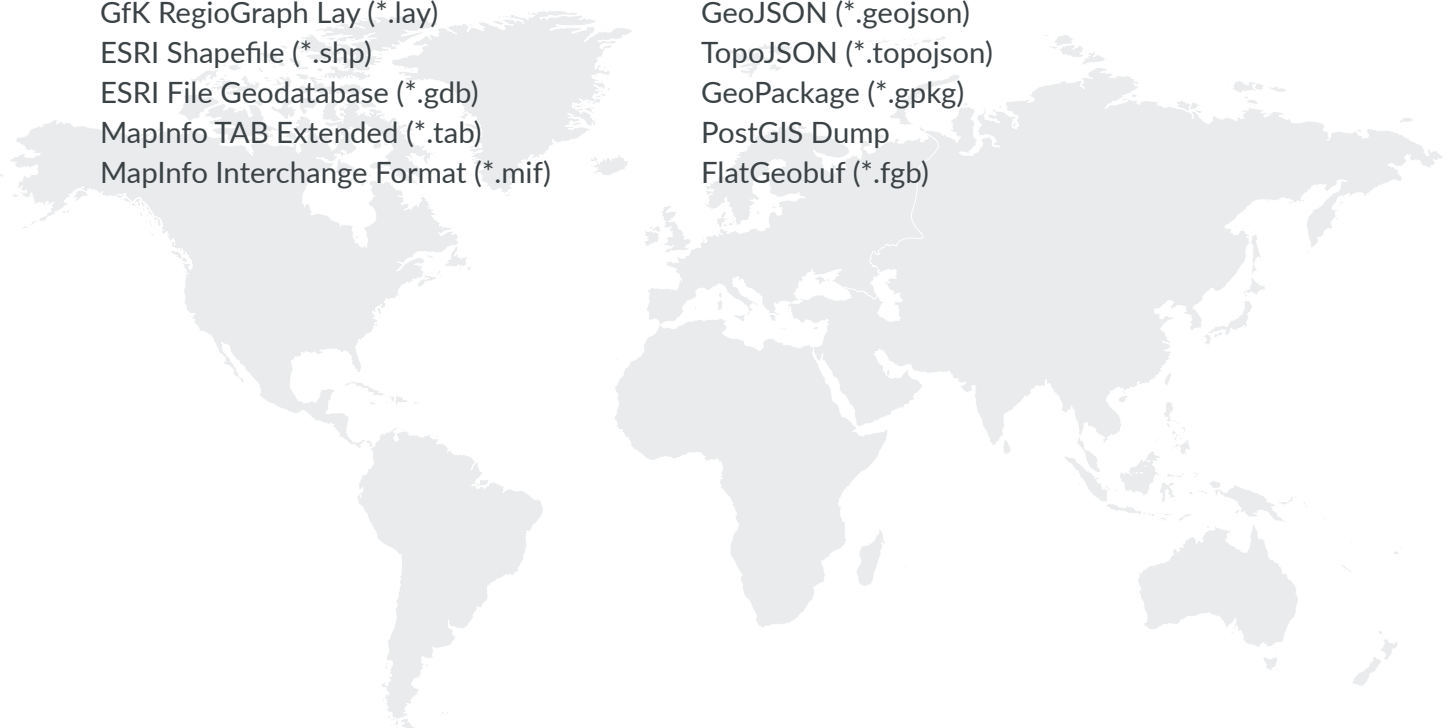 GfK RegioGraph Lay (*.lay)
ESRI Shapefile (*.shp)
ESRI File Geodatabase (*.gdb)
MapInfo TAB Extended (*.tab)
MapInfo Interchange Format (*.mif)
GeoJSON (*.geojson)
TopoJSON (*.topojson)
GeoPackage (*.gpkg)
PostGIS Dump
FlatGeobuf (*.fgb)